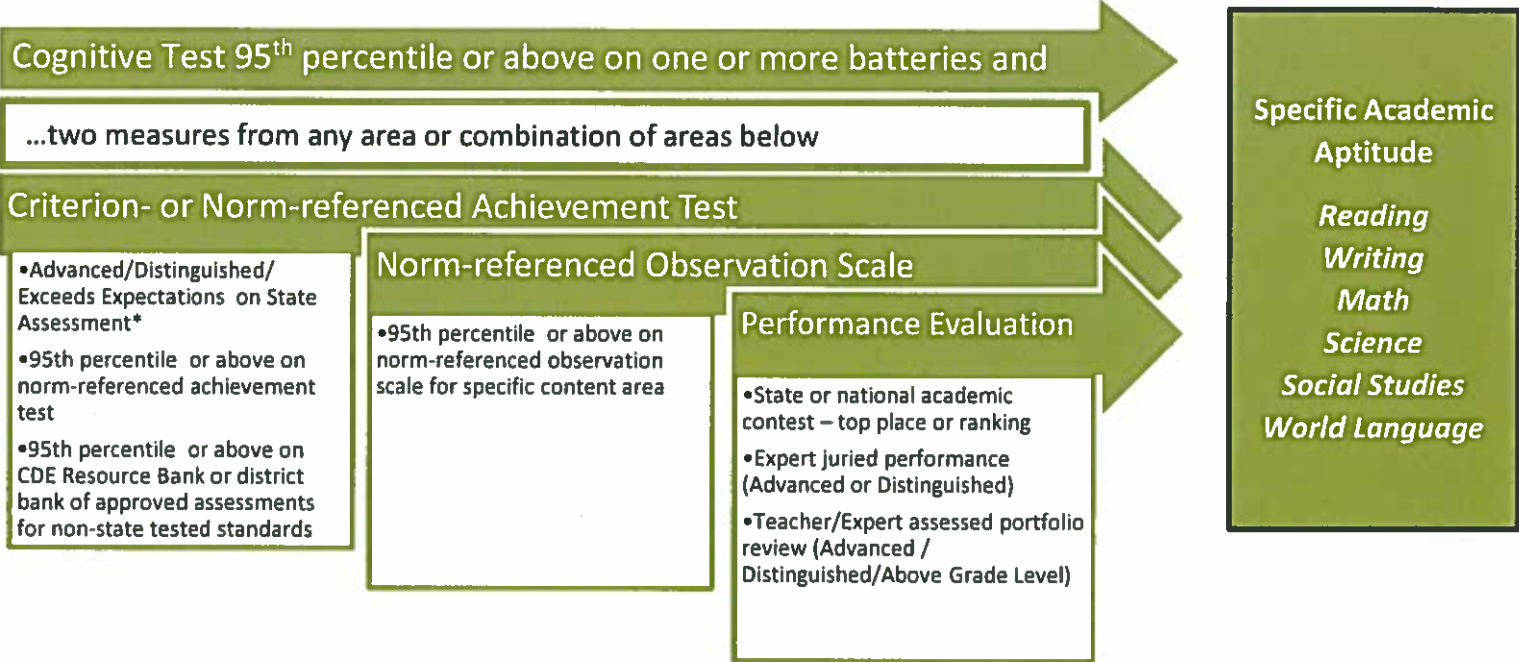 Cognitive Test 95th percentile or above on one or more batteries and
...two measures from any area or combination of areas below
Criterion- or Norm-referenced Achievement Test
•Advanced/Distinguished/
Exceeds Expectations on State
Assessment*
•95th percentile or above on
norm-referenced achievement
test
•95th percentile or above on
CDE Resource Bank or district
bank of approved assessments
for non-state tested standards
Norm-referenced Observation Scale
•95th percentile or above on
norm-referenced observation
scale for specific content area
Performance Evaluation
•State or national academic
contest – top place or ranking
•Expert juried performance
(Advanced or Distinguished)
•Teacher/Expert assessed portfolio
review (Advanced /
Distinguished/Above Grade Level)
Specific Academic
Aptitude
Reading
Writing
Math
Science
Social Studies
World Language